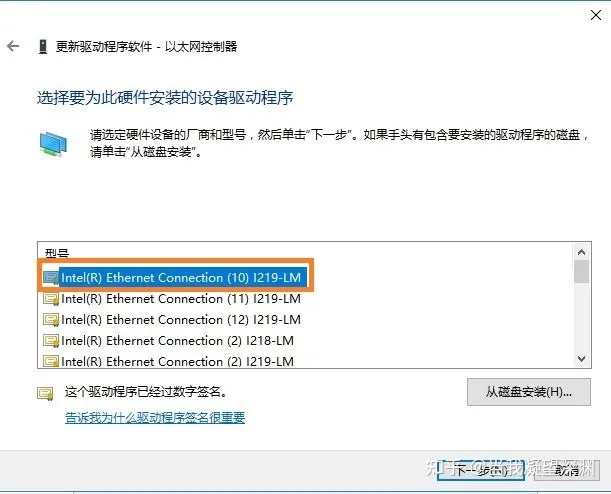 更新驱动程序软件 - 以太网控制器
选择要为此硬件安装的设备驱动程序
请选定硬件设备的厂商和型号，然后单击“下一步”。如果手头有包含要安装的驱动程序的磁盘，
请单击“从磁盘安装”。
型号
Intel(R) Ethernet Connection (10) I219-LM
Intel(R) Ethernet Connection (11) I219-LM
Intel(R) Ethernet Connection (12) I219-LM
Intel(R) Ethernet Connection (2) I218-LM
Intel(R) Ethernet Connection (2) I219-LM
这个驱动程序已经过数字签名。
从磁盘安装(H)...
告诉我为什么驱动程序签名很重要
下一步(N)
取消
知乎 @当我凝望深渊